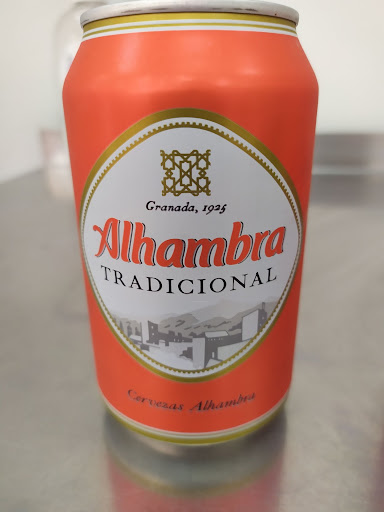 Granada, 1925
Alhambra
TRADICIONAL
Cervezas Alhambra